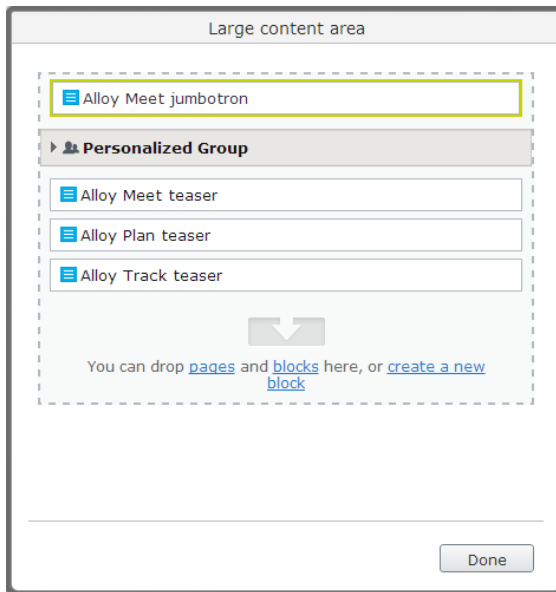 Large content area
Alloy Meet jumbotron
Personalized Group
Alloy Meet teaser
Alloy Plan teaser
Alloy Track teaser
You can drop pages and blocks here, or create a new
block
Done